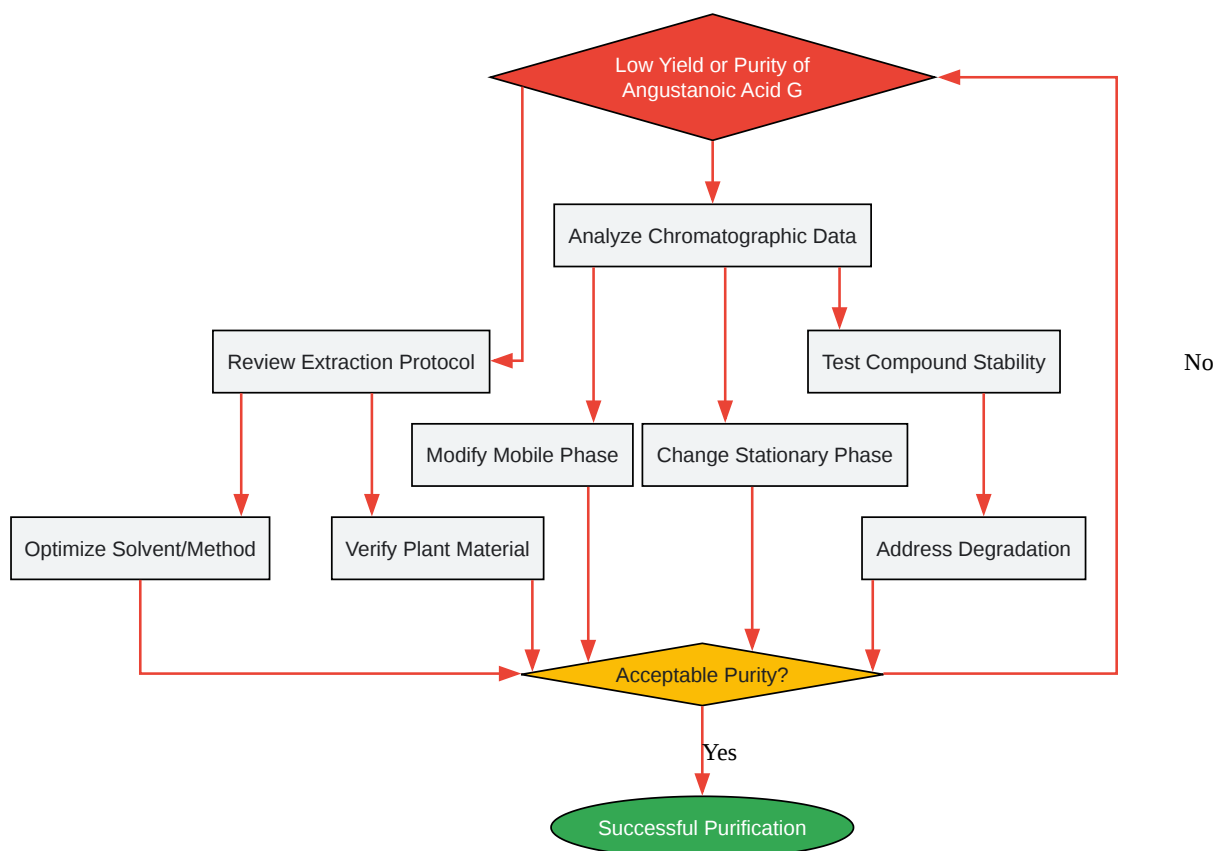 Low Yield or Purity of
Angustanoic Acid G
Analyze Chromatographic Data
Review Extraction Protocol
Test Compound Stability
No
Modify Mobile Phase
Change Stationary Phase
Optimize Solvent/Method
Verify Plant Material
Address Degradation
Acceptable Purity?
Yes
Successful Purification